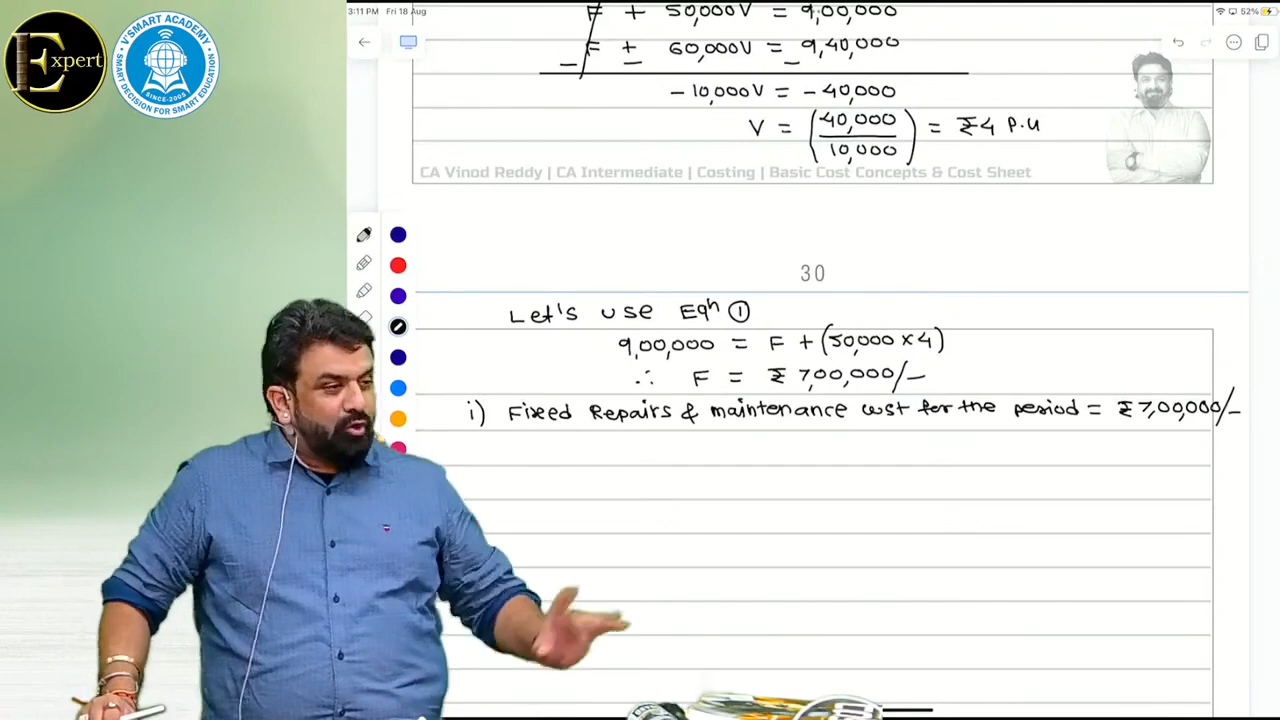 3:11 PM Fri 18 Aug
52%
F + 50,000V = 9,00,000
F ± 60,000V = 9,40,000
− − −
−10,000V = −40,000
V = (40,000 / 10,000) = ₹4 P.U
CA Vinod Reddy | CA Intermediate | Costing | Basic Cost Concepts & Cost Sheet
30
Let's use Eqⁿ ①
9,00,000 = F + (50,000 × 4)
∴ F = ₹ 7,00,000/−
i) Fixed Repairs & maintenance cost for the period = ₹7,00,000/−
Expert
V'SMART ACADEMY
SINCE-2005
SMART DECISION FOR SMART EDUCATION